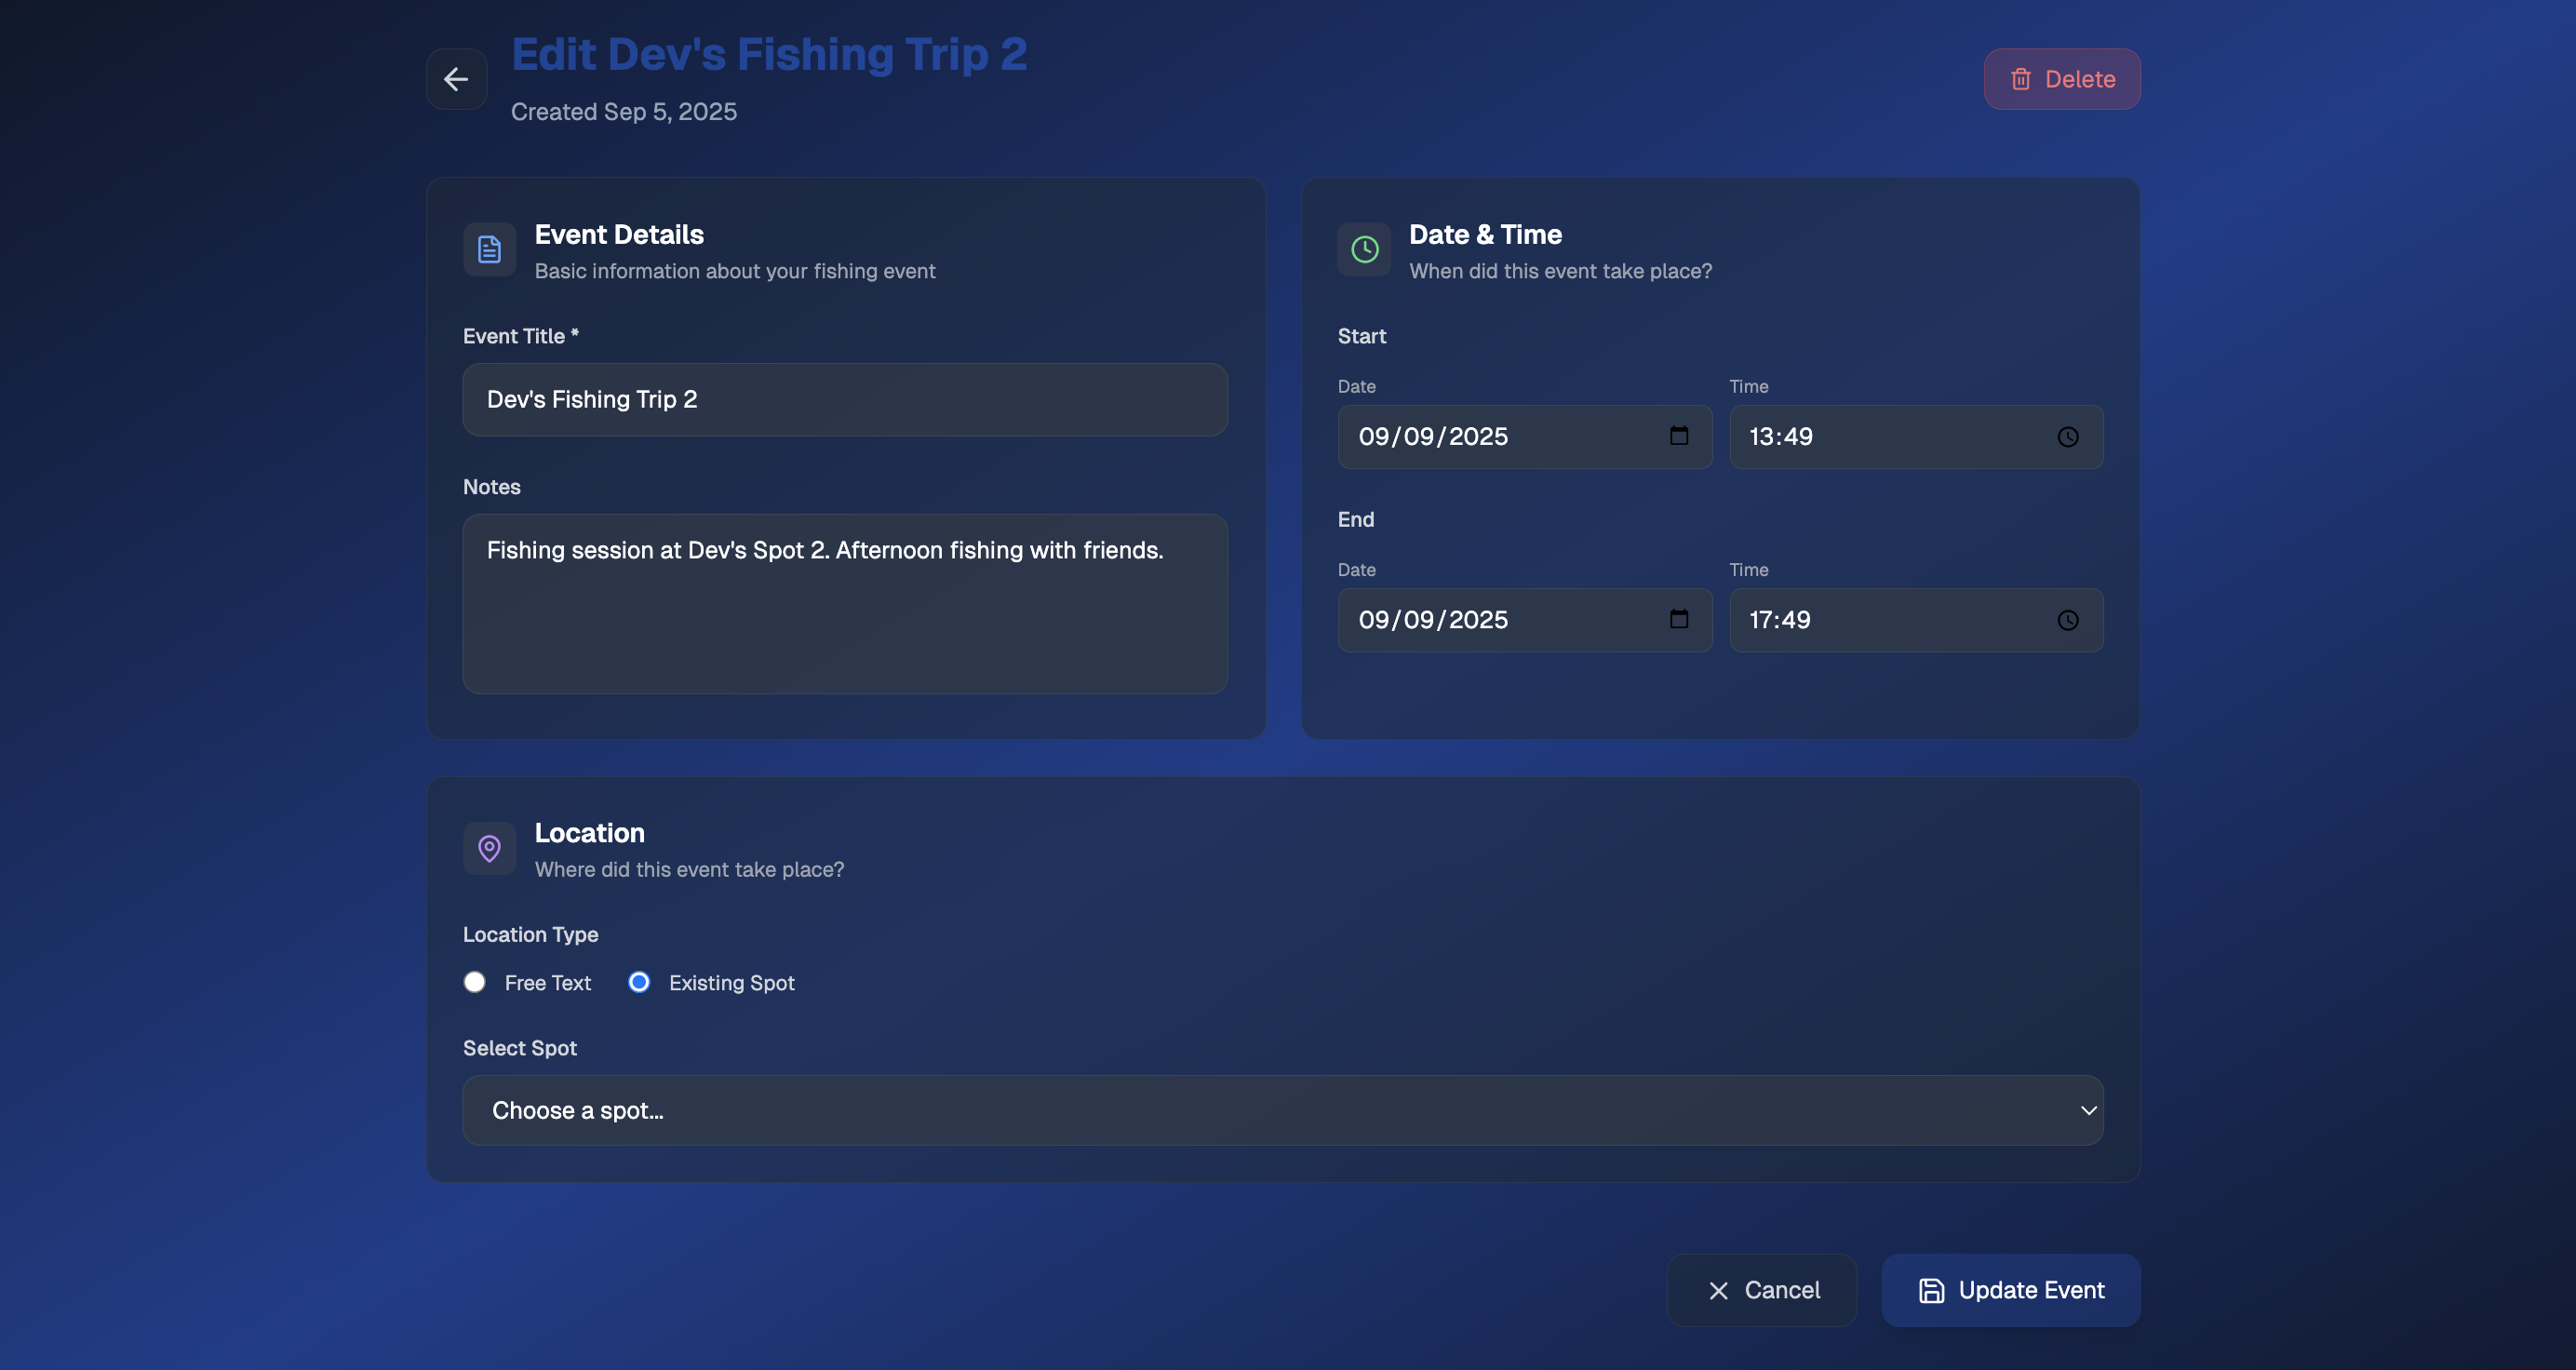 Edit Dev's Fishing Trip 2
Created Sep 5, 2025
Delete
Event Details
Basic information about your fishing event
Event Title *
Dev's Fishing Trip 2
Notes
Fishing session at Dev's Spot 2. Afternoon fishing with friends.
Date & Time
When did this event take place?
Start
Date Time
09/09/2025 13:49
End
Date Time
09/09/2025 17:49
Location
Where did this event take place?
Location Type
Free Text Existing Spot
Select Spot
Choose a spot...
Cancel Update Event